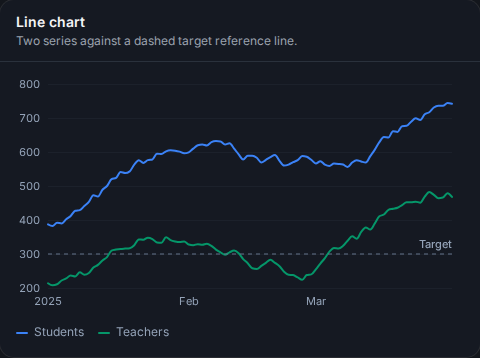 Line chart
Two series against a dashed target reference line.
800
700
600
500
400
Target
300
200
2025 Feb Mar
Students Teachers